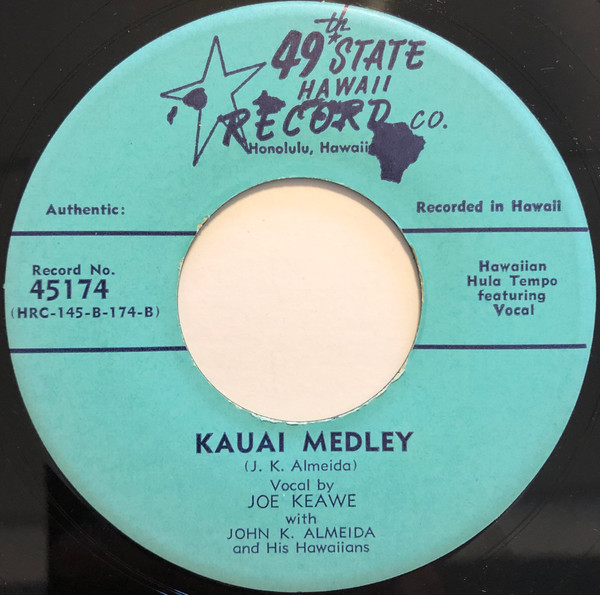 49th STATE
HAWAII
RECORD CO.
Honolulu, Hawaii
Authentic:
Recorded in Hawaii
Record No.
45174
(HRC-145-B-174-B)
Hawaiian
Hula Tempo
featuring
Vocal
KAUAI MEDLEY
(J. K. Almeida)
Vocal by
JOE KEAWE
with
JOHN K. ALMEIDA
and His Hawaiians